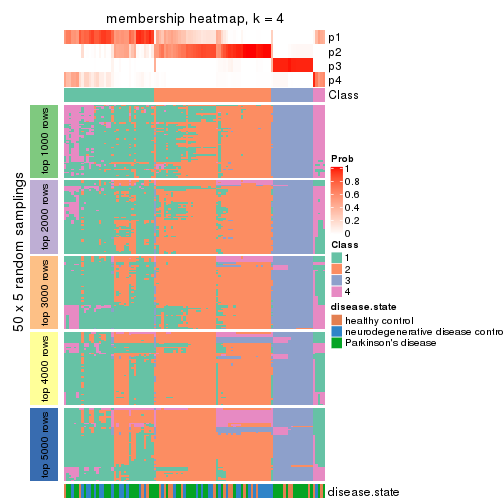 membership heatmap, k = 4
p1
p2
p3
p4
Class
50 x 5 random samplings
top 1000 rows
top 2000 rows
top 3000 rows
top 4000 rows
top 5000 rows
Prob
1
0.8
0.6
0.4
0.2
0
Class
1
2
3
4
disease.state
healthy control
neurodegenerative disease contro
Parkinson's disease
disease.state